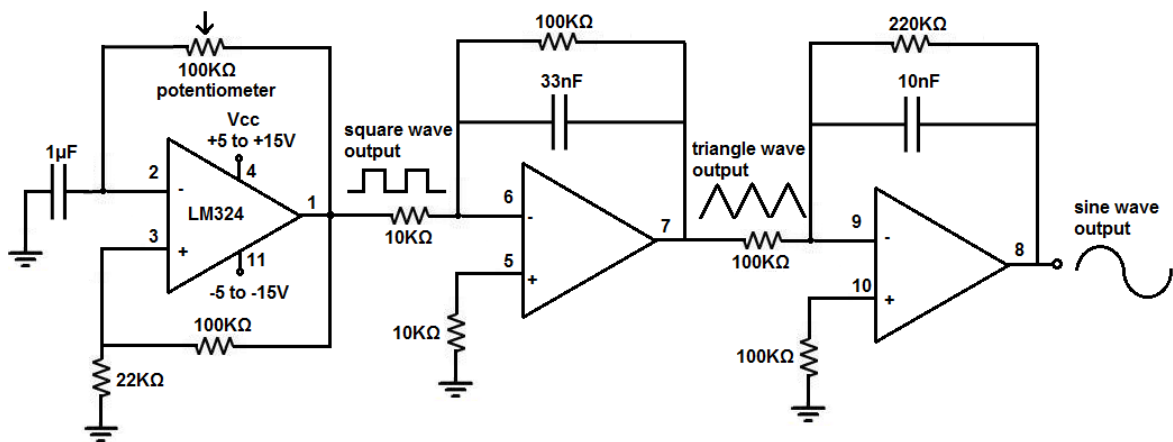 100KΩ
potentiometer
Vcc
+5 to +15V
4
1µF
2
-
LM324
1
3
+
11
-5 to -15V
100KΩ
22KΩ
square wave
output
10KΩ
100KΩ
33nF
6
-
7
5
+
10KΩ
triangle wave
output
100KΩ
220KΩ
10nF
9
-
8
10
+
100KΩ
sine wave
output